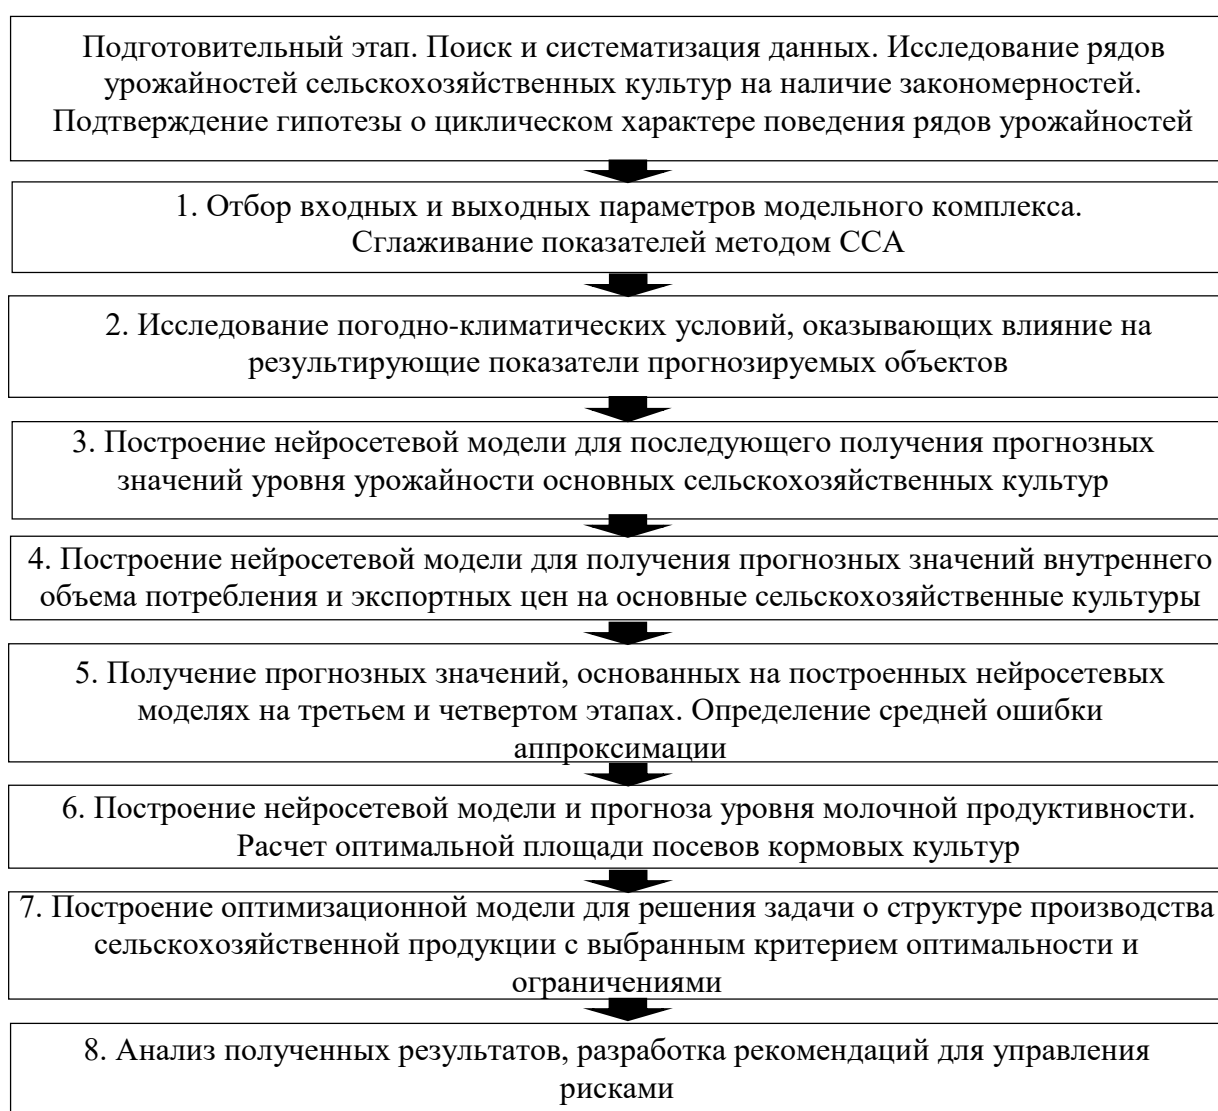 Подготовительный этап. Поиск и систематизация данных. Исследование рядов
урожайностей сельскохозяйственных культур на наличие закономерностей.
Подтверждение гипотезы о циклическом характере поведения рядов урожайностей
1. Отбор входных и выходных параметров модельного комплекса.
Сглаживание показателей методом ССА
2. Исследование погодно-климатических условий, оказывающих влияние на
результирующие показатели прогнозируемых объектов
3. Построение нейросетевой модели для последующего получения прогнозных
значений уровня урожайности основных сельскохозяйственных культур
4. Построение нейросетевой модели для получения прогнозных значений внутреннего
объема потребления и экспортных цен на основные сельскохозяйственные культуры
5. Получение прогнозных значений, основанных на построенных нейросетевых
моделях на третьем и четвертом этапах. Определение средней ошибки
аппроксимации
6. Построение нейросетевой модели и прогноза уровня молочной продуктивности.
Расчет оптимальной площади посевов кормовых культур
7. Построение оптимизационной модели для решения задачи о структуре производства
сельскохозяйственной продукции с выбранным критерием оптимальности и
ограничениями
8. Анализ полученных результатов, разработка рекомендаций для управления
рисками